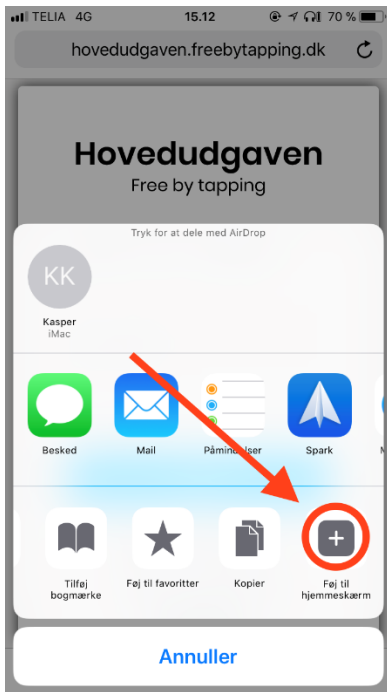 TELIA 4G 15.12 70 %
hovedudgaven.freebytapping.dk
Hovedudgaven
Free by tapping
Tryk for at dele med AirDrop
KK
Kasper
iMac
Besked Mail Påmindelser Spark
Tilføj bogmærke
Føj til favoritter
Kopier
Føj til hjemmeskærm
Annuller